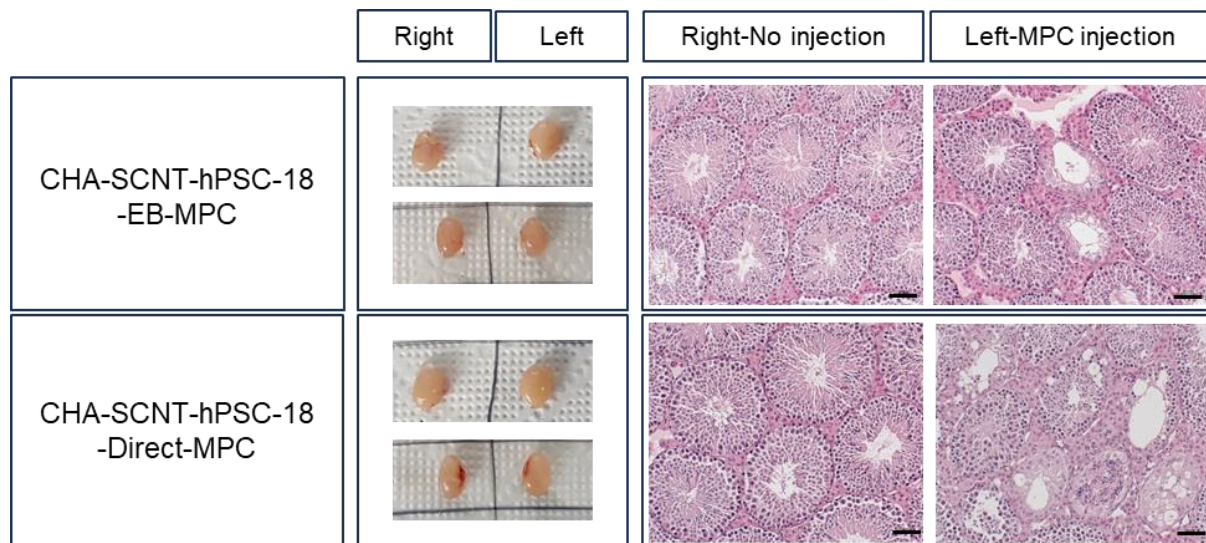 Right
Left
Right-No injection
Left-MPC injection
CHA-SCNT-hPSC-18
-EB-MPC
CHA-SCNT-hPSC-18
-Direct-MPC